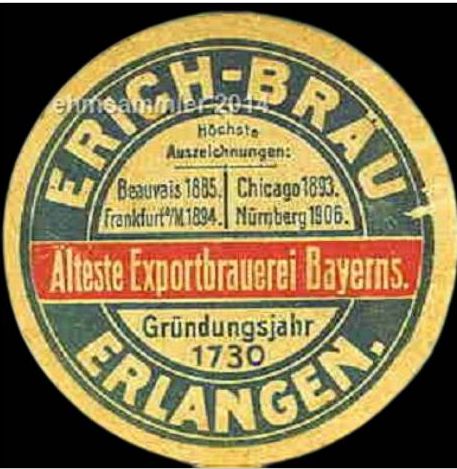 ERICH-BRÄU,
ehmsammler 2014
Höchste
Auszeichnungen:
Beauvais 1885. Chicago 1893.
Frankfurt a/M 1894. Nürnberg 1906.
Älteste Exportbrauerei Bayerns.
Gründungsjahr
1730
ERLANGEN.